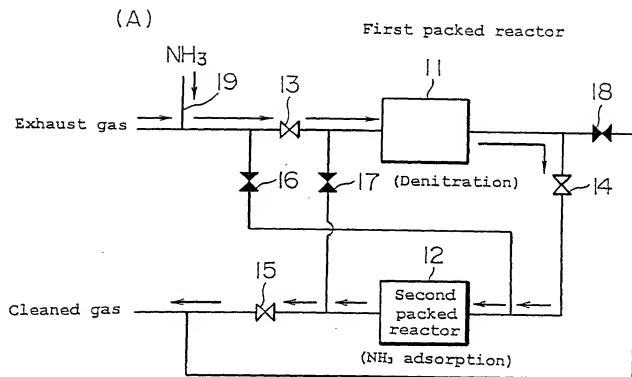 (A)
First packed reactor
NH₃
19
13
11
18
Exhaust gas
16
17
(Denitration)
14
15
12
Cleaned gas
Second
packed
reactor
(NH₃ adsorption)